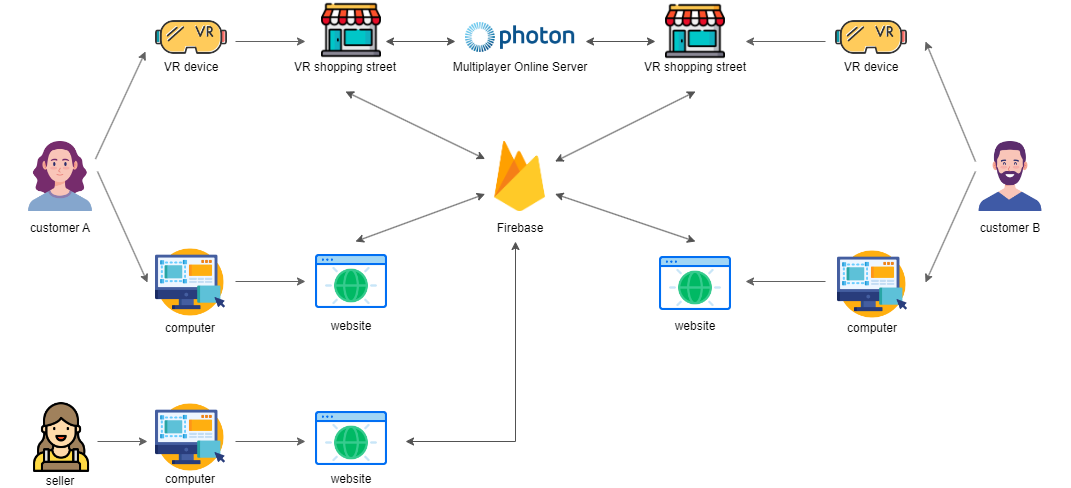 VR
VR
photon
VR device
VR shopping street
Multiplayer Online Server
VR shopping street
VR device
customer A
Firebase
customer B
computer
website
website
computer
seller
computer
website